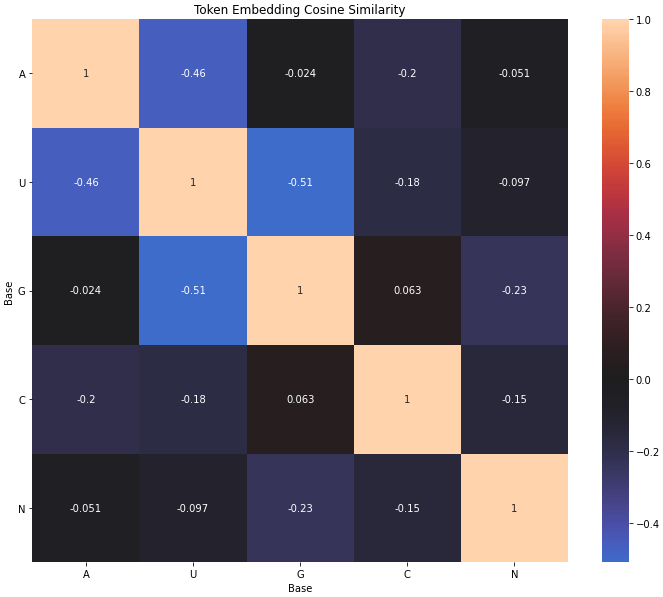 Token Embedding Cosine Similarity
A 1 -0.46 -0.024 -0.2 -0.051
U -0.46 1 -0.51 -0.18 -0.097
G -0.024 -0.51 1 0.063 -0.23
C -0.2 -0.18 0.063 1 -0.15
N -0.051 -0.097 -0.23 -0.15 1
Base
A U G C N
Base
1.0
0.8
0.6
0.4
0.2
0.0
−0.2
−0.4